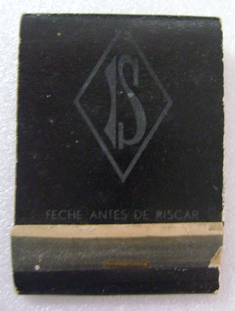 S
FECHE ANTES DE RISCAR